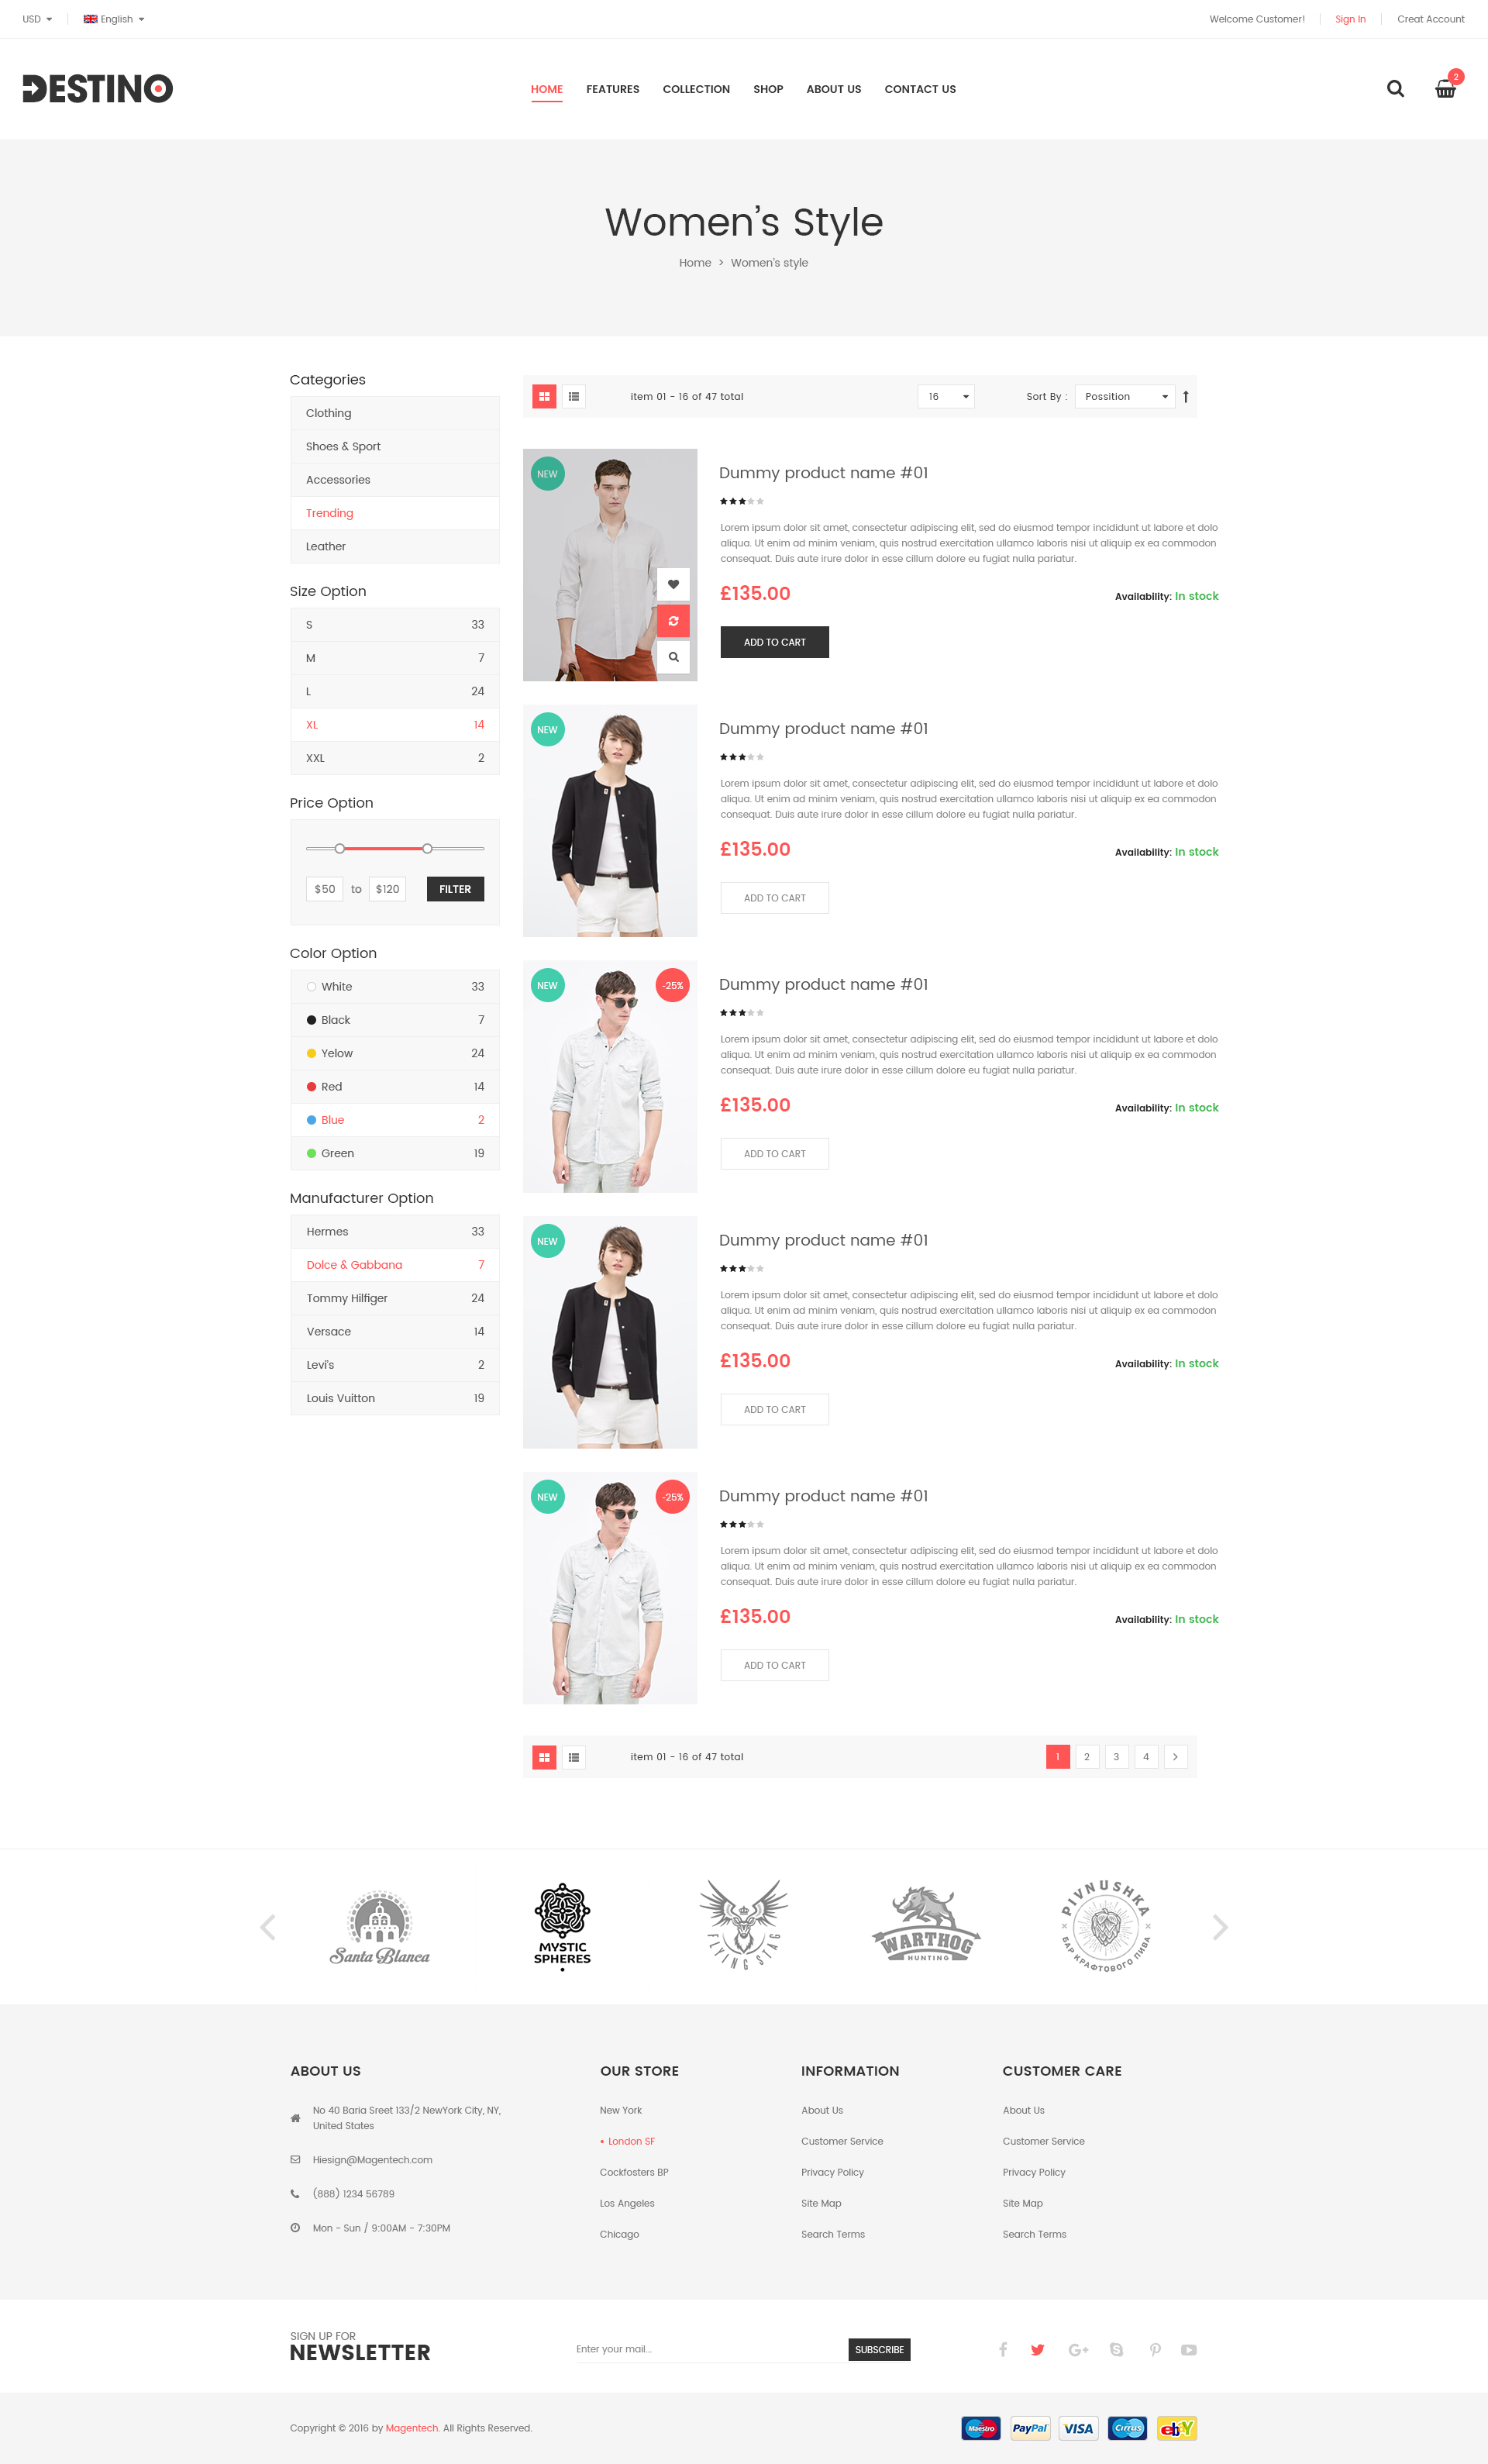 USD English Welcome Customer! Sign In Creat Account
DESTINO
HOME FEATURES COLLECTION SHOP ABOUT US CONTACT US
2
Women's Style
Home > Women's style
Categories
Clothing
Shoes & Sport
Accessories
Trending
Leather
Size Option
S 33
M 7
L 24
XL 14
XXL 2
Price Option
$50 to $120 FILTER
Color Option
White 33
Black 7
Yelow 24
Red 14
Blue 2
Green 19
Manufacturer Option
Hermes 33
Dolce & Gabbana 7
Tommy Hilfiger 24
Versace 14
Levi's 2
Louis Vuitton 19
item 01 - 16 of 47 total 16 Sort By : Possition
NEW
Dummy product name #01
Lorem ipsum dolor sit amet, consectetur adipiscing elit, sed do eiusmod tempor incididunt ut labore et dolo
aliqua. Ut enim ad minim veniam, quis nostrud exercitation ullamco laboris nisi ut aliquip ex ea commodon
consequat. Duis aute irure dolor in esse cillum dolore eu fugiat nulla pariatur.
£135.00 Availability: In stock
ADD TO CART
NEW
Dummy product name #01
Lorem ipsum dolor sit amet, consectetur adipiscing elit, sed do eiusmod tempor incididunt ut labore et dolo
aliqua. Ut enim ad minim veniam, quis nostrud exercitation ullamco laboris nisi ut aliquip ex ea commodon
consequat. Duis aute irure dolor in esse cillum dolore eu fugiat nulla pariatur.
£135.00 Availability: In stock
ADD TO CART
NEW -25%
Dummy product name #01
Lorem ipsum dolor sit amet, consectetur adipiscing elit, sed do eiusmod tempor incididunt ut labore et dolo
aliqua. Ut enim ad minim veniam, quis nostrud exercitation ullamco laboris nisi ut aliquip ex ea commodon
consequat. Duis aute irure dolor in esse cillum dolore eu fugiat nulla pariatur.
£135.00 Availability: In stock
ADD TO CART
NEW
Dummy product name #01
Lorem ipsum dolor sit amet, consectetur adipiscing elit, sed do eiusmod tempor incididunt ut labore et dolo
aliqua. Ut enim ad minim veniam, quis nostrud exercitation ullamco laboris nisi ut aliquip ex ea commodon
consequat. Duis aute irure dolor in esse cillum dolore eu fugiat nulla pariatur.
£135.00 Availability: In stock
ADD TO CART
NEW -25%
Dummy product name #01
Lorem ipsum dolor sit amet, consectetur adipiscing elit, sed do eiusmod tempor incididunt ut labore et dolo
aliqua. Ut enim ad minim veniam, quis nostrud exercitation ullamco laboris nisi ut aliquip ex ea commodon
consequat. Duis aute irure dolor in esse cillum dolore eu fugiat nulla pariatur.
£135.00 Availability: In stock
ADD TO CART
item 01 - 16 of 47 total 1 2 3 4 >
Santa Blanca
MYSTIC
SPHERES
FLYING STAG
WARTHOG
HUNTING
PIVNUSHKA
БАР КРАФТОВОГО ПИВА
ABOUT US
No 40 Baria Sreet 133/2 NewYork City, NY,
United States
Hiesign@Magentech.com
(888) 1234 56789
Mon - Sun / 9:00AM - 7:30PM
OUR STORE
New York
London SF
Cockfosters BP
Los Angeles
Chicago
INFORMATION
About Us
Customer Service
Privacy Policy
Site Map
Search Terms
CUSTOMER CARE
About Us
Customer Service
Privacy Policy
Site Map
Search Terms
SIGN UP FOR
NEWSLETTER
Enter your mail... SUBSCRIBE
Copyright © 2016 by Magentech. All Rights Reserved.
Maestro PayPal VISA Cirrus ebY